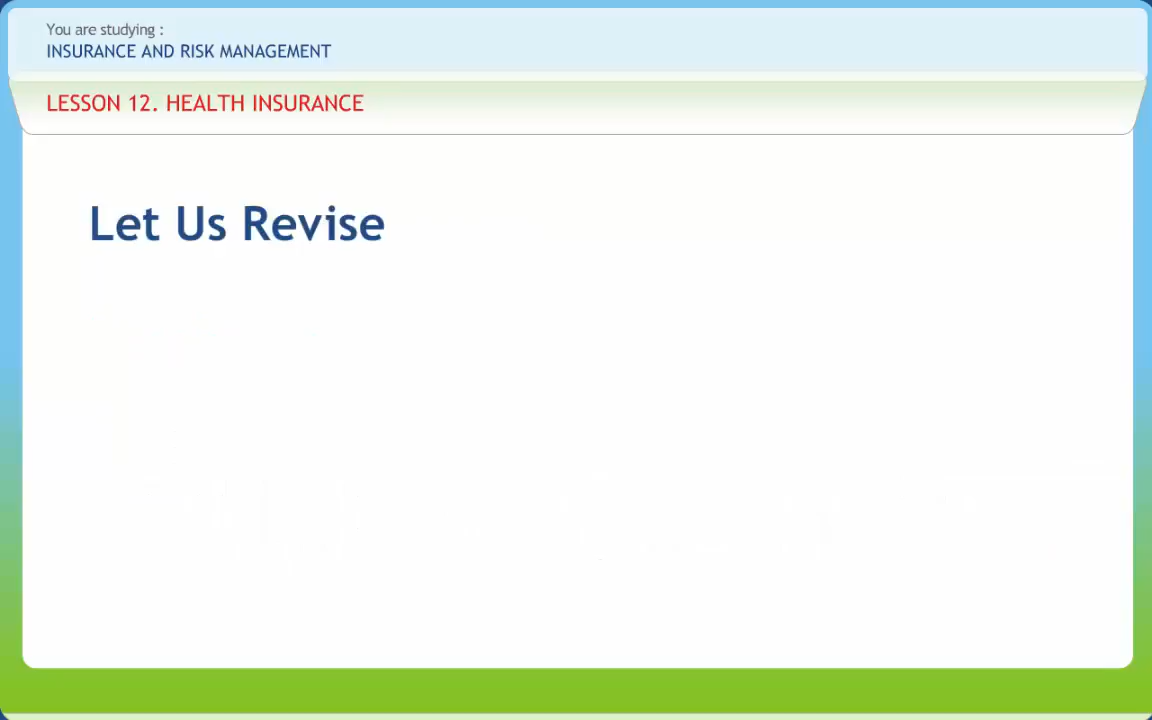 You are studying :
INSURANCE AND RISK MANAGEMENT
LESSON 12. HEALTH INSURANCE
Let Us Revise